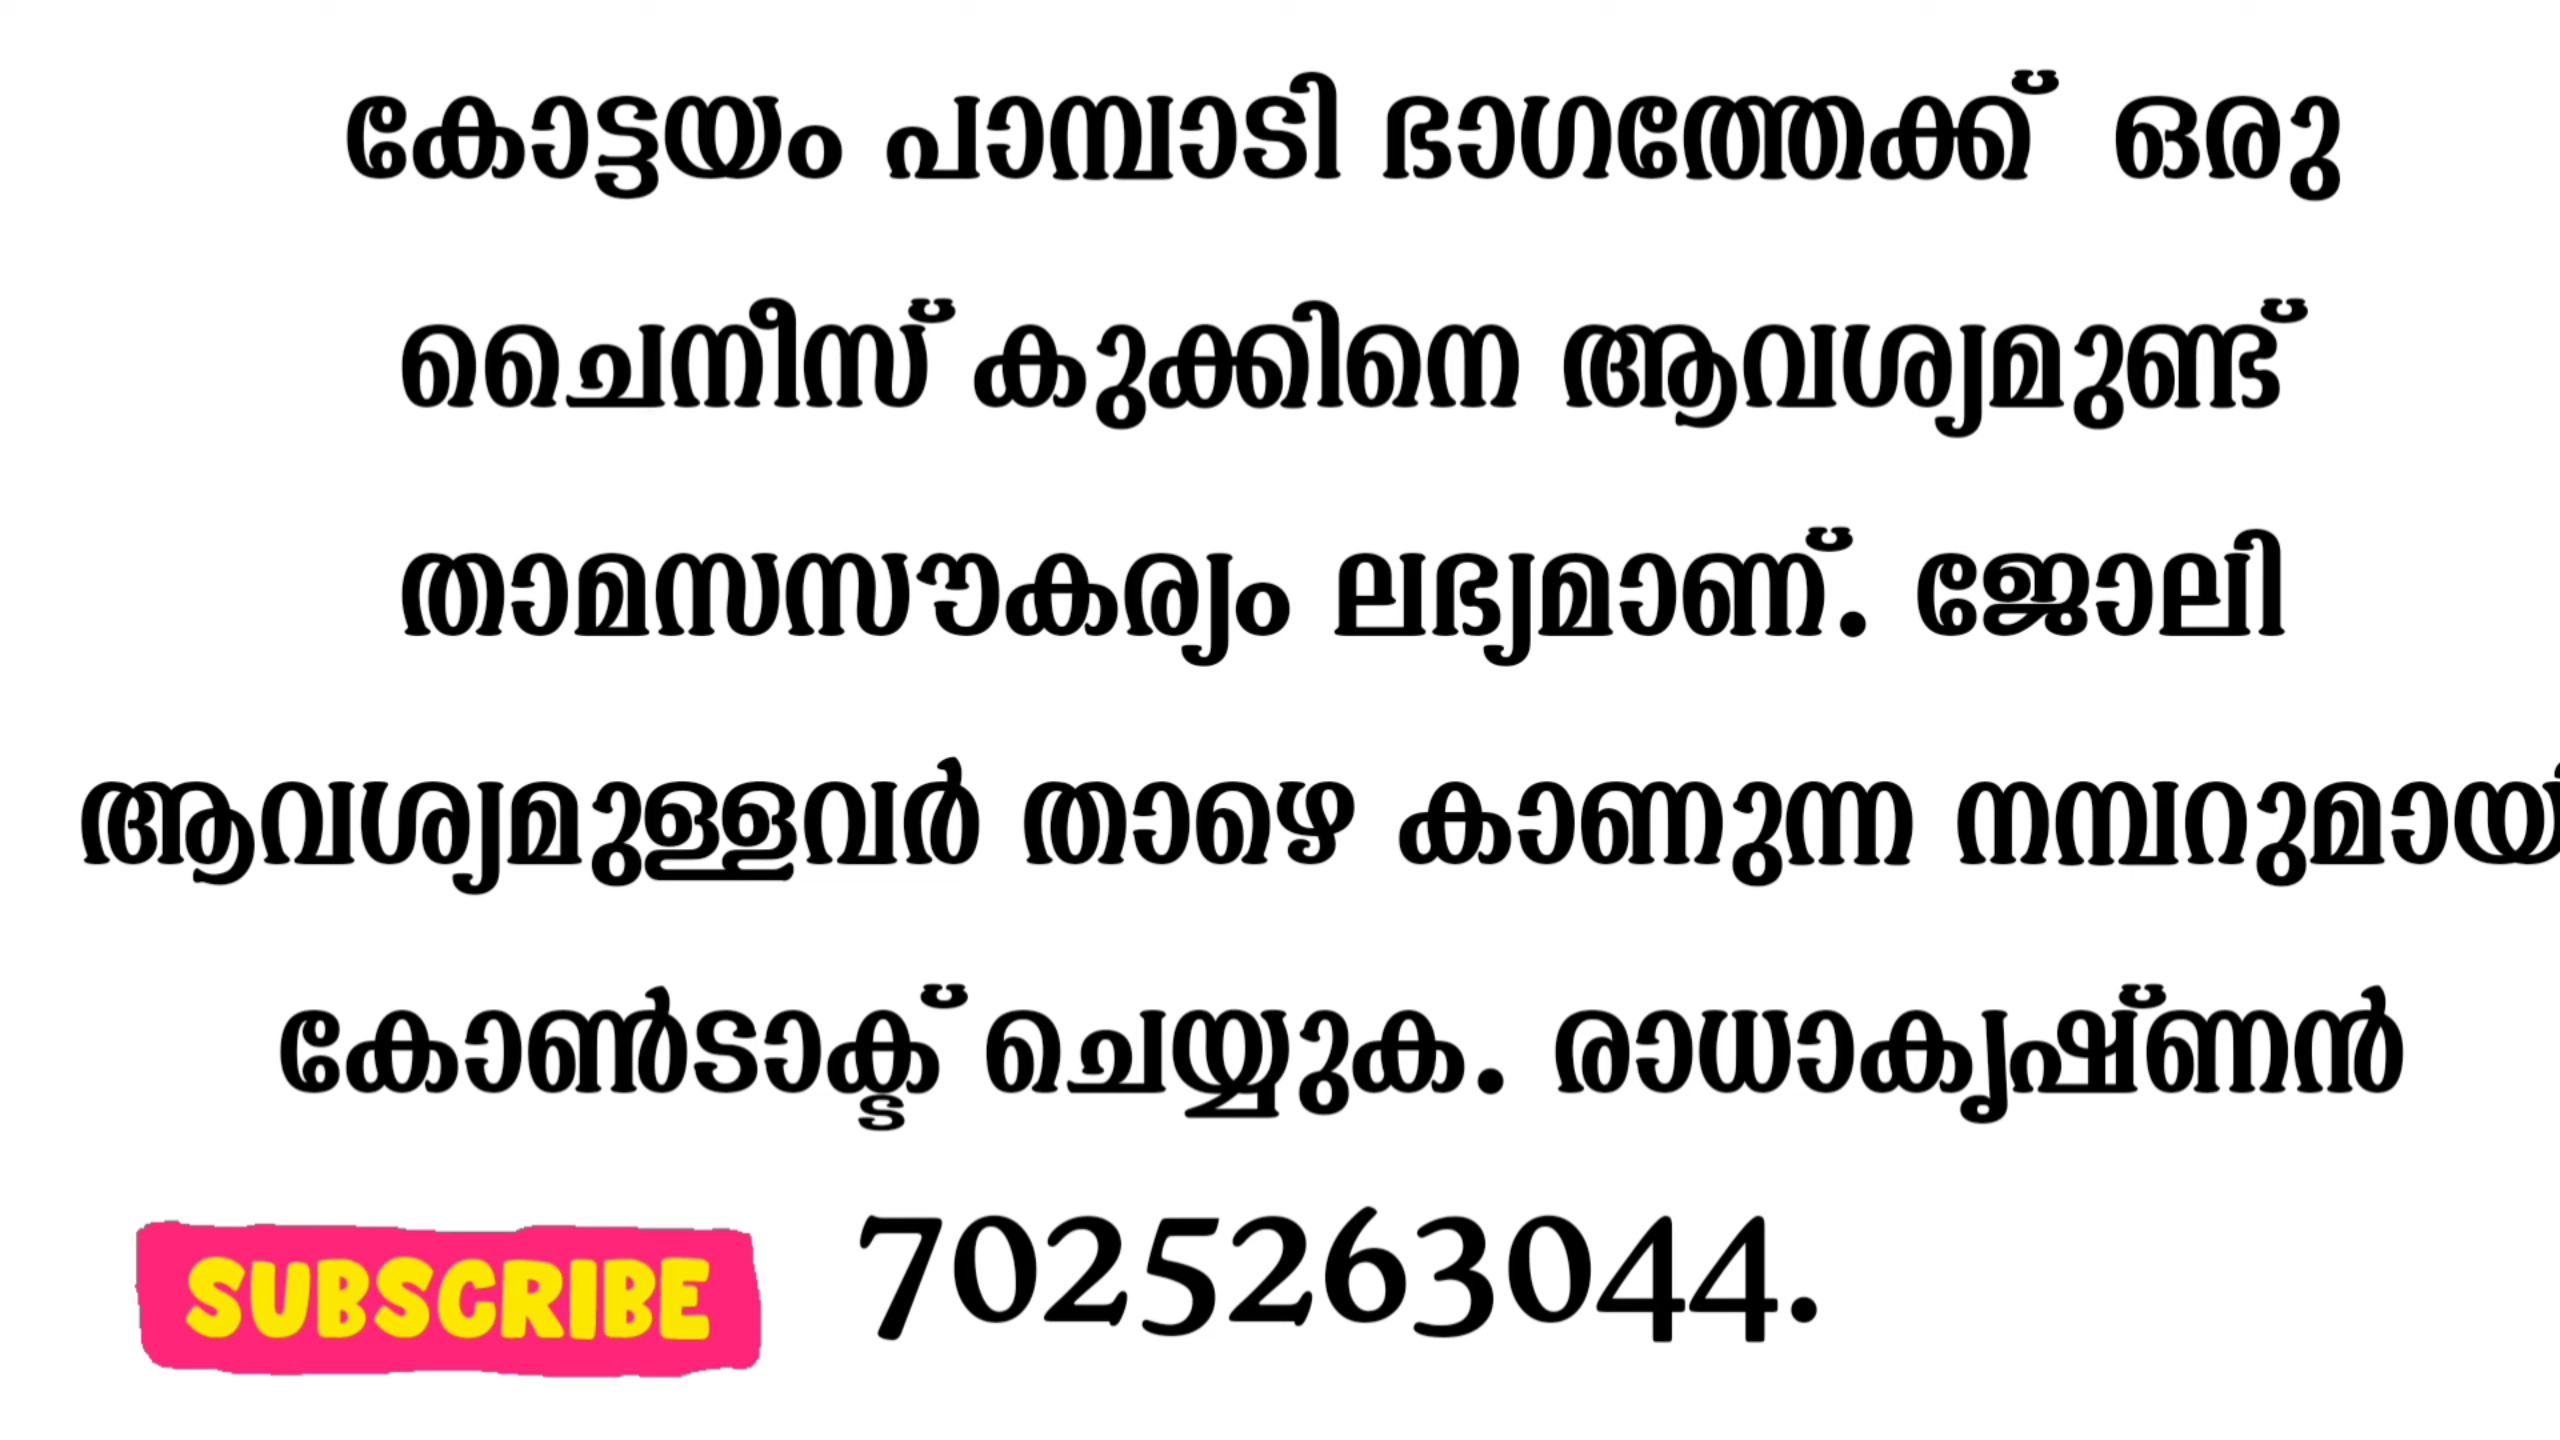 കോട്ടയം പാമ്പാടി ഭാഗത്തേക്ക് ഒരു
ചൈനീസ് കുക്കിനെ ആവശ്യമുണ്ട്
താമസസൗകര്യം ലഭ്യമാണ്. ജോലി
ആവശ്യമുള്ളവർ താഴെ കാണുന്ന നമ്പറുമായി
കോൺടാക്ട് ചെയ്യുക. രാധാകൃഷ്ണൻ
SUBSCRIBE 7025263044.